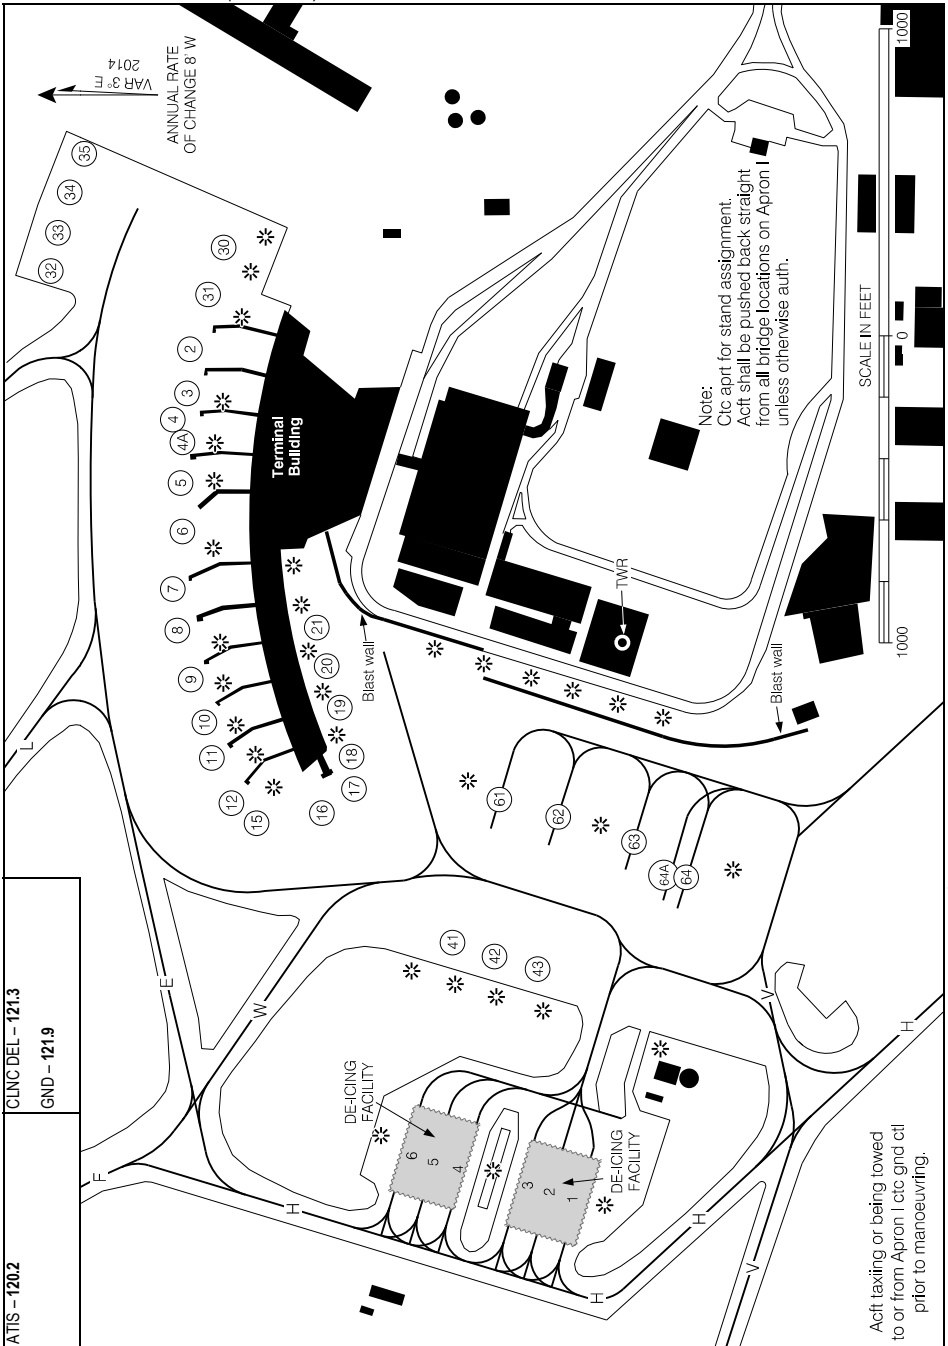 ATIS – 120.2
CLNC DEL – 121.3
GND – 121.9
VAR 3° E
2014
ANNUAL RATE
OF CHANGE 8' W
35
34
33
32
30
31
2
3
4
4A
5
6
7
8
9
10
11
12
15
16
17
18
19
20
21
Terminal
Building
Blast wall
TWR
Blast wall
Note:
Ctc aprt for stand assignment.
Acft shall be pushed back straight
from all bridge locations on Apron I
unless otherwise auth.
SCALE IN FEET
1000
0
1000
61
62
63
64A
64
41
42
43
DE-ICING
FACILITY
6
5
4
3
2
1
DE-ICING
FACILITY
L
E
W
F
H
H
H
V
V
H
Acft taxiing or being towed
to or from Apron I ctc gnd ctl
prior to manoeuvring.